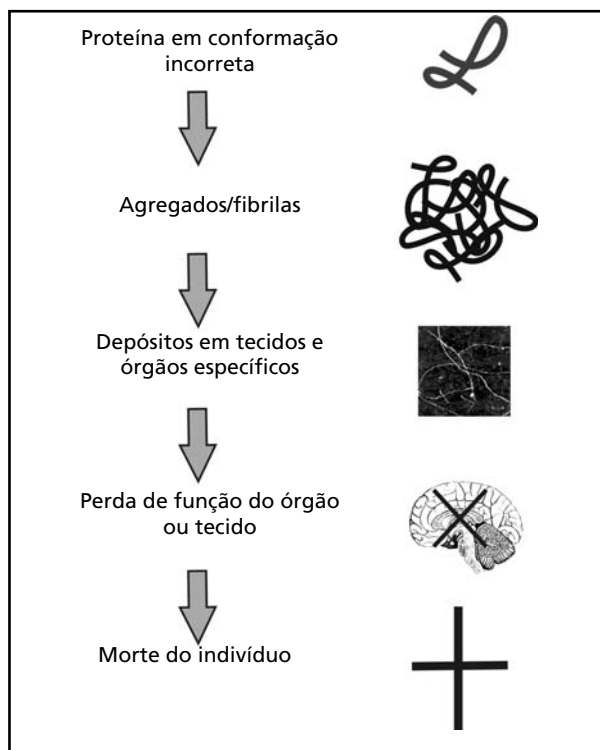 Proteína em conformação
incorreta
Agregados/fibrilas
Depósitos em tecidos e
órgãos específicos
Perda de função do órgão
ou tecido
Morte do indivíduo